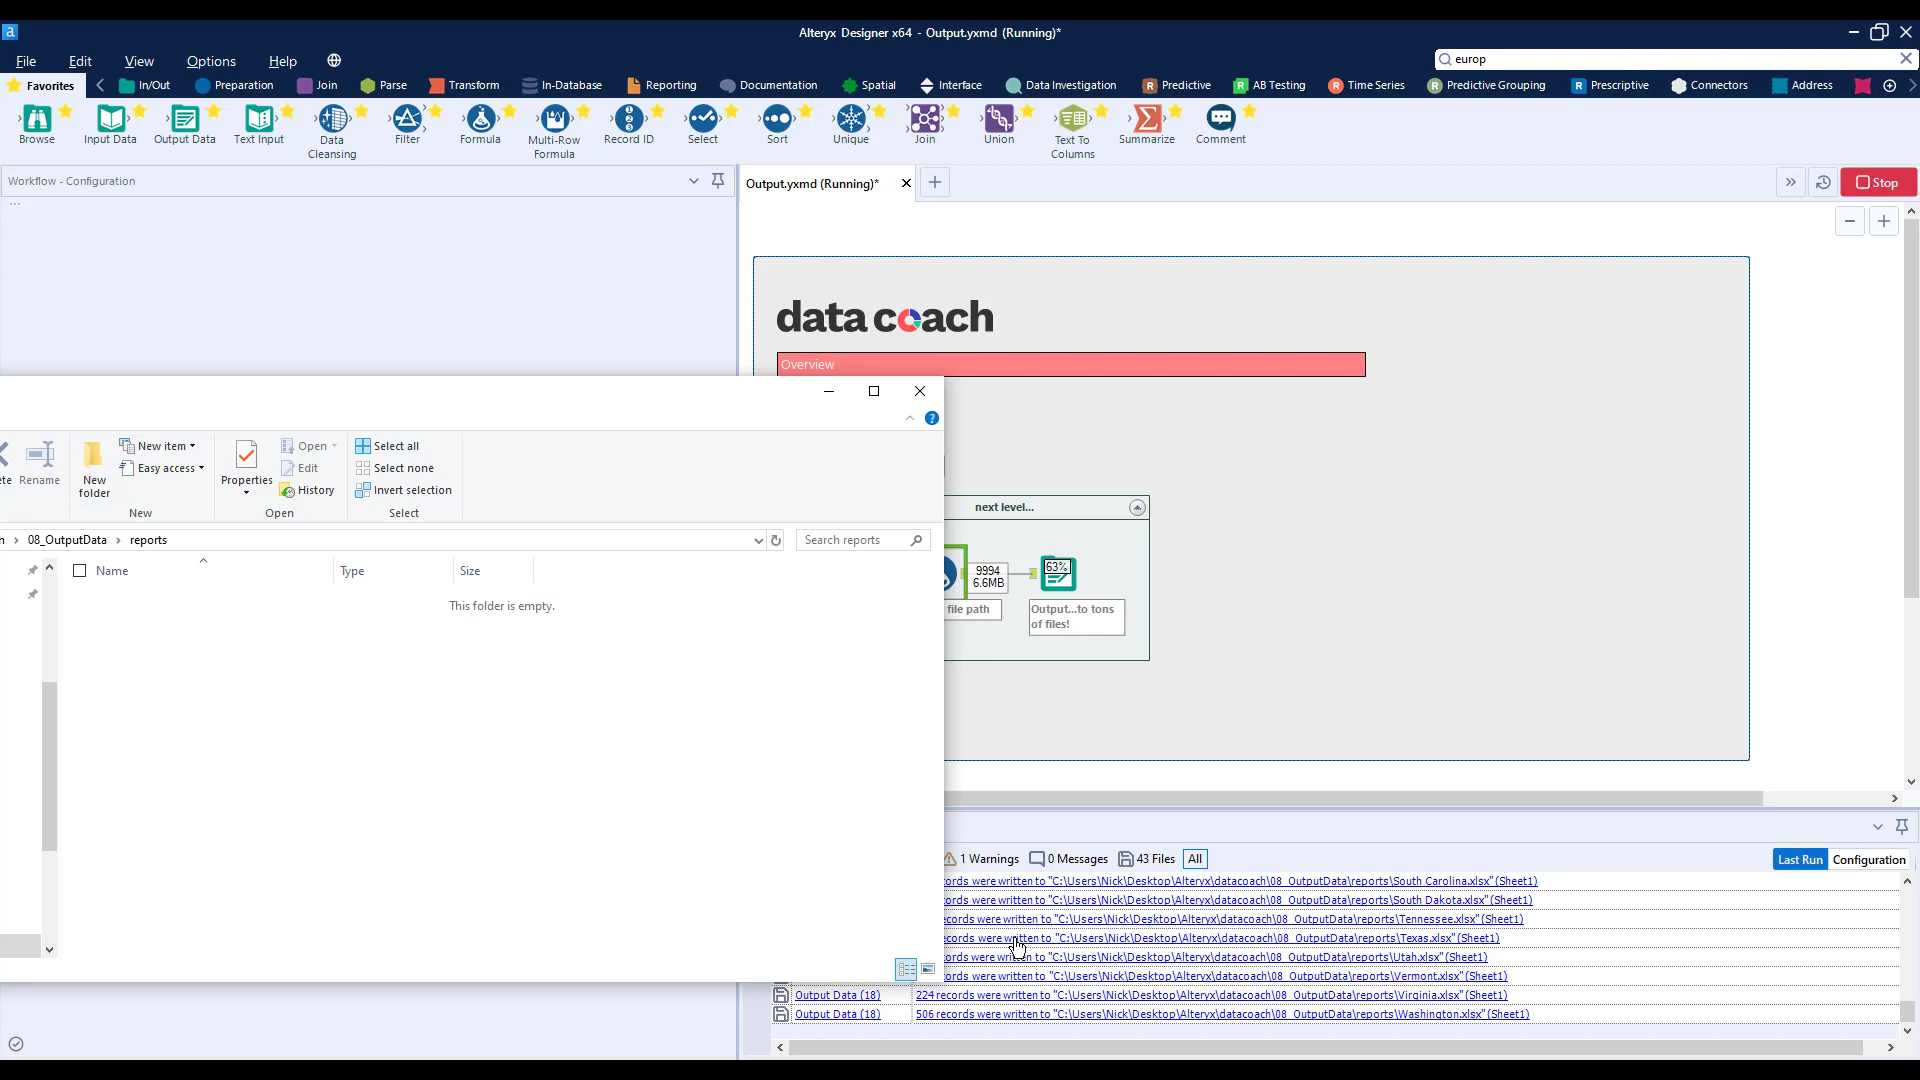 Alteryx Designer x64 - Output.yxmd (Running)*
File Edit View Options Help
europ
Favorites In/Out Preparation Join Parse Transform In-Database Reporting Documentation Spatial Interface Data Investigation Predictive AB Testing Time Series Predictive Grouping Prescriptive Connectors Address
Browse Input Data Output Data Text Input Data Cleansing Filter Formula Multi-Row Formula Record ID Select Sort Unique Join Union Text To Columns Summarize Comment
Workflow - Configuration
...
Output.yxmd (Running)*
Stop
data coach
Overview
New item
Easy access
New folder
New
te
Rename
Properties
Open
Edit
History
Open
Select all
Select none
Invert selection
Select
h > 08_OutputData > reports
Search reports
Name Type Size
This folder is empty.
next level...
9994
6.6MB
63%
file path
Output...to tons
of files!
1 Warnings 0 Messages 43 Files All
Last Run Configuration
ords were written to "C:\Users\Nick\Desktop\Alteryx\datacoach\08_OutputData\reports\South Carolina.xlsx" (Sheet1)
cords were written to "C:\Users\Nick\Desktop\Alteryx\datacoach\08_OutputData\reports\South Dakota.xlsx" (Sheet1)
ecords were written to "C:\Users\Nick\Desktop\Alteryx\datacoach\08_OutputData\reports\Tennessee.xlsx" (Sheet1)
ecords were written to "C:\Users\Nick\Desktop\Alteryx\datacoach\08_OutputData\reports\Texas.xlsx" (Sheet1)
ords were written to "C:\Users\Nick\Desktop\Alteryx\datacoach\08_OutputData\reports\Utah.xlsx" (Sheet1)
ords were written to "C:\Users\Nick\Desktop\Alteryx\datacoach\08_OutputData\reports\Vermont.xlsx" (Sheet1)
Output Data (18) 224 records were written to "C:\Users\Nick\Desktop\Alteryx\datacoach\08_OutputData\reports\Virginia.xlsx" (Sheet1)
Output Data (18) 506 records were written to "C:\Users\Nick\Desktop\Alteryx\datacoach\08_OutputData\reports\Washington.xlsx" (Sheet1)